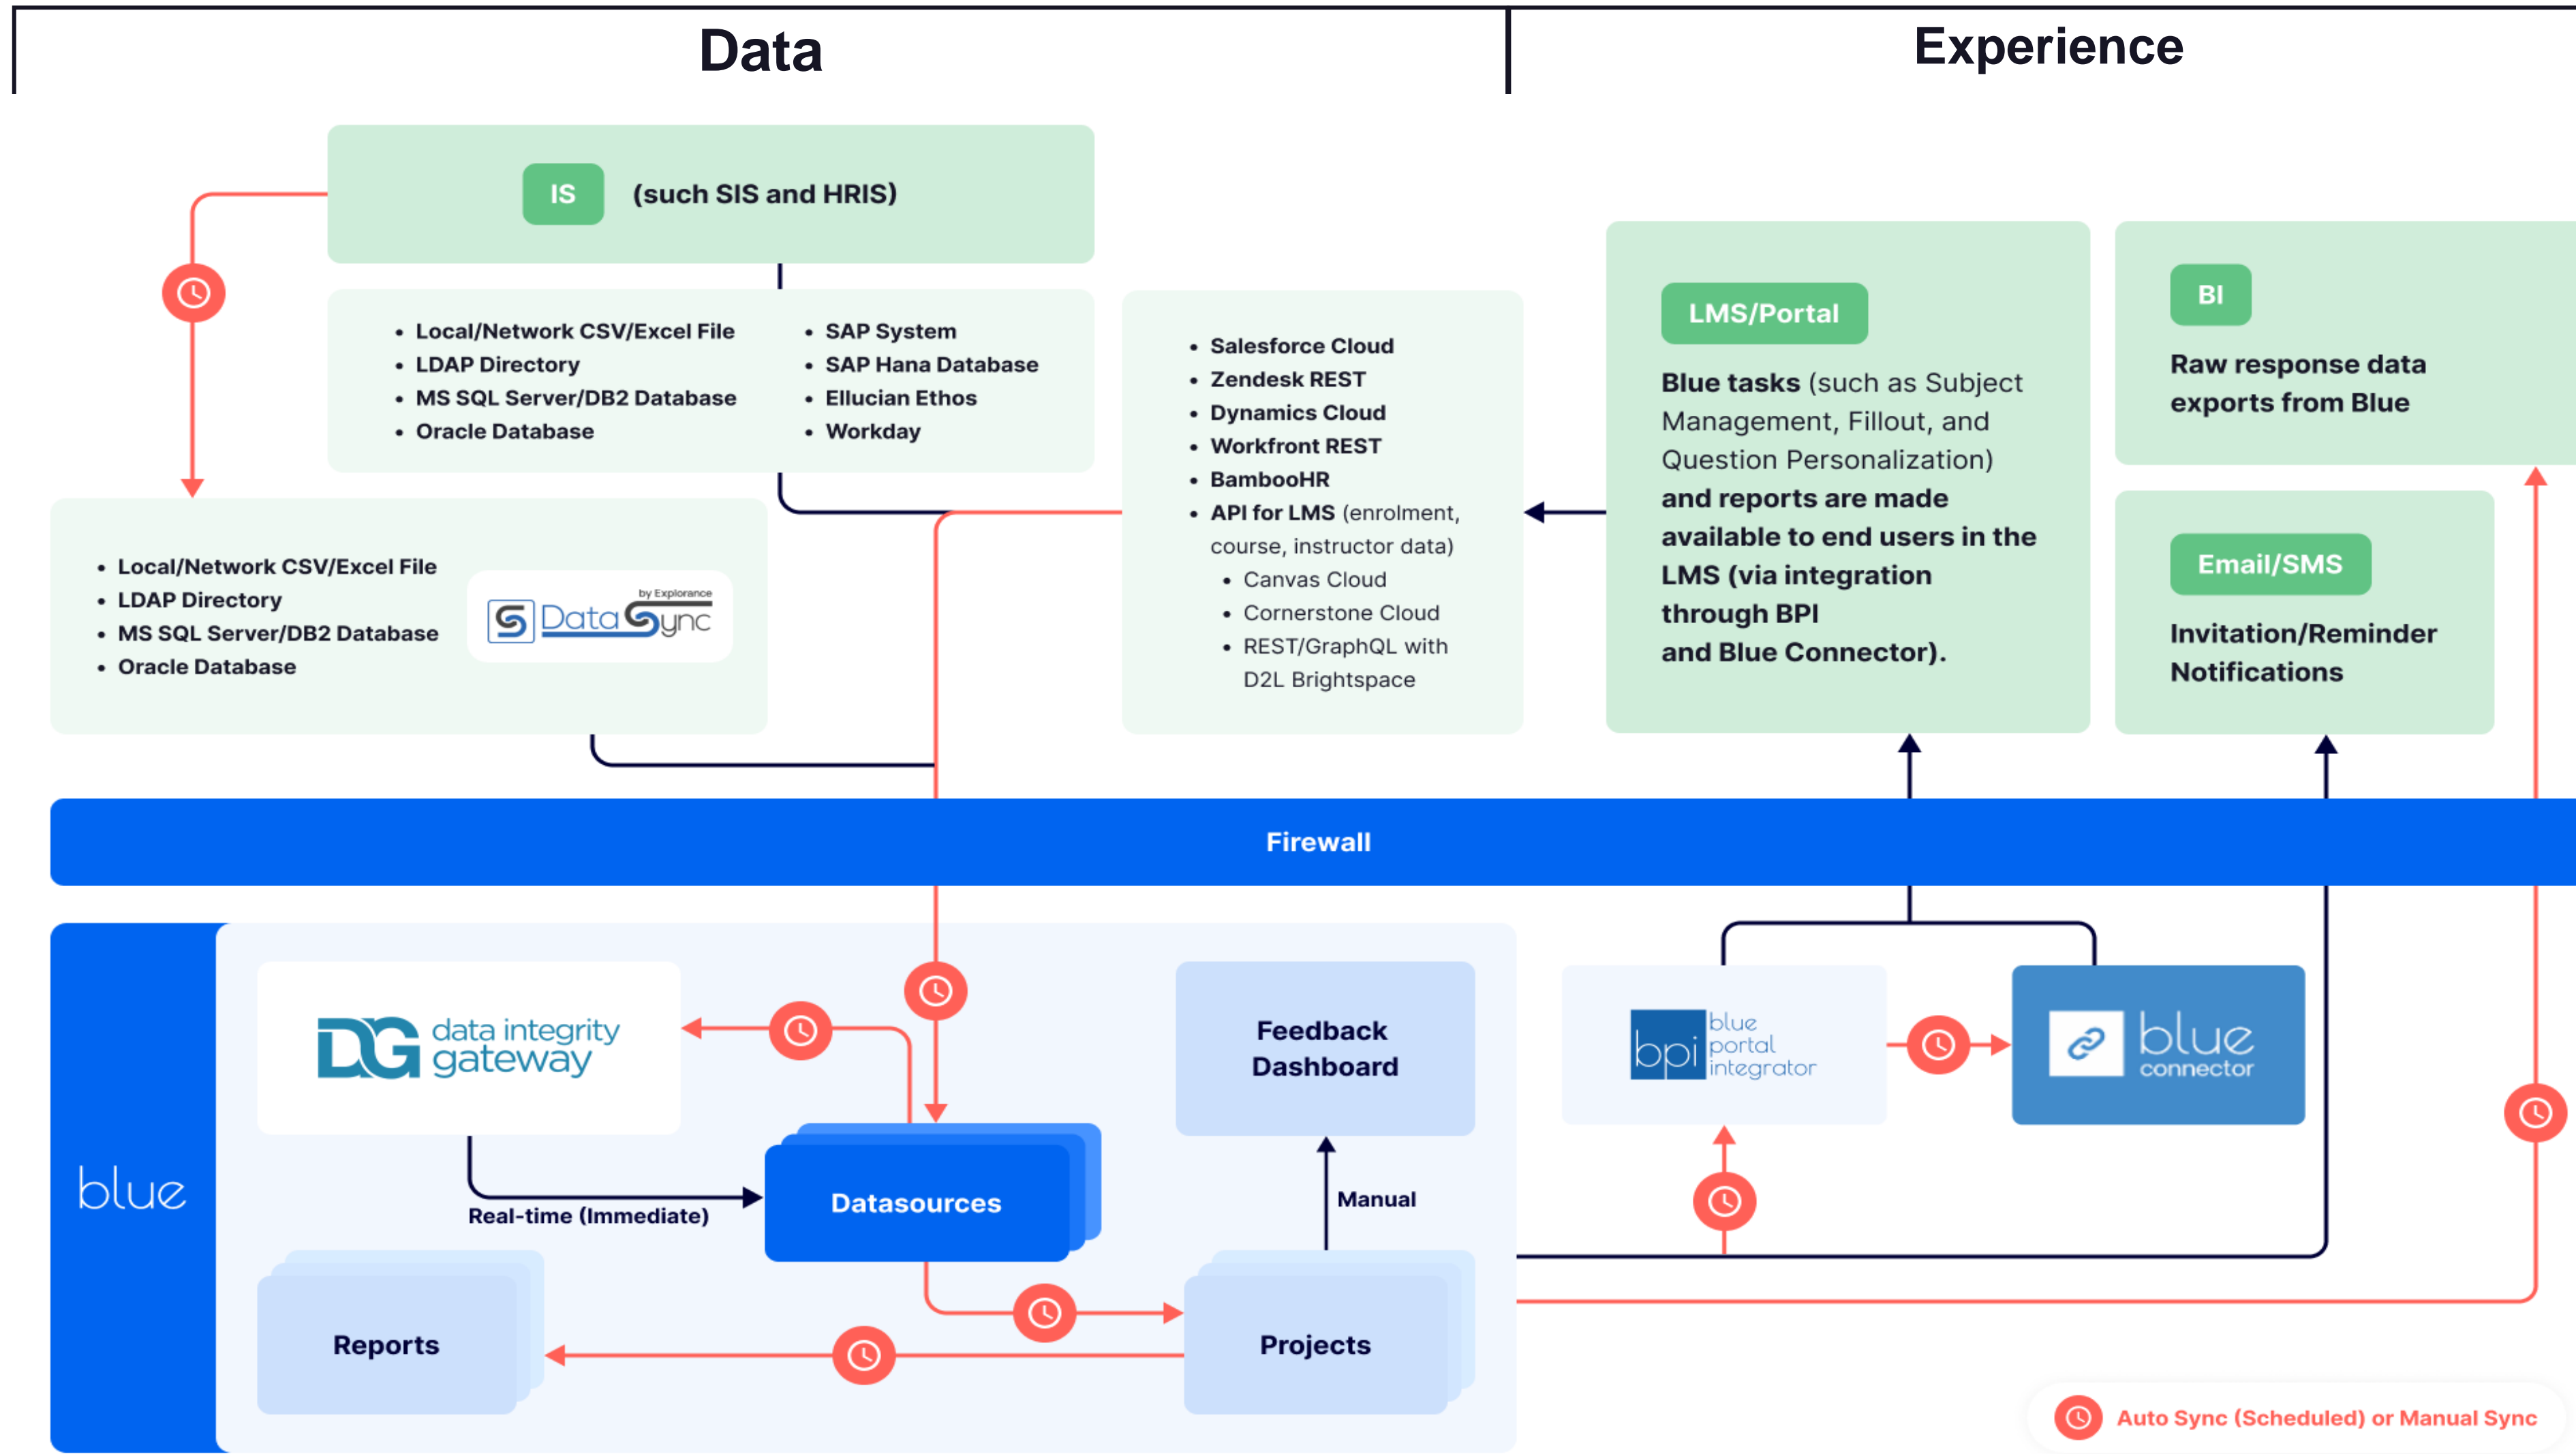 Data
Experience
IS
(such SIS and HRIS)
• Local/Network CSV/Excel File
• LDAP Directory
• MS SQL Server/DB2 Database
• Oracle Database
• SAP System
• SAP Hana Database
• Ellucian Ethos
• Workday
• Local/Network CSV/Excel File
• LDAP Directory
• MS SQL Server/DB2 Database
• Oracle Database
by Explorance
S Data Sync
• Salesforce Cloud
• Zendesk REST
• Dynamics Cloud
• Workfront REST
• BambooHR
• API for LMS (enrolment,
course, instructor data)
• Canvas Cloud
• Cornerstone Cloud
• REST/GraphQL with
D2L Brightspace
LMS/Portal
Blue tasks (such as Subject
Management, Fillout, and
Question Personalization)
and reports are made
available to end users in the
LMS (via integration
through BPI
and Blue Connector).
BI
Raw response data
exports from Blue
Email/SMS
Invitation/Reminder
Notifications
Firewall
blue
DIG
data integrity
gateway
Real-time (Immediate)
Datasources
Feedback
Dashboard
Manual
Reports
Projects
bpi
blue
portal
integrator
blue
connector
Auto Sync (Scheduled) or Manual Sync